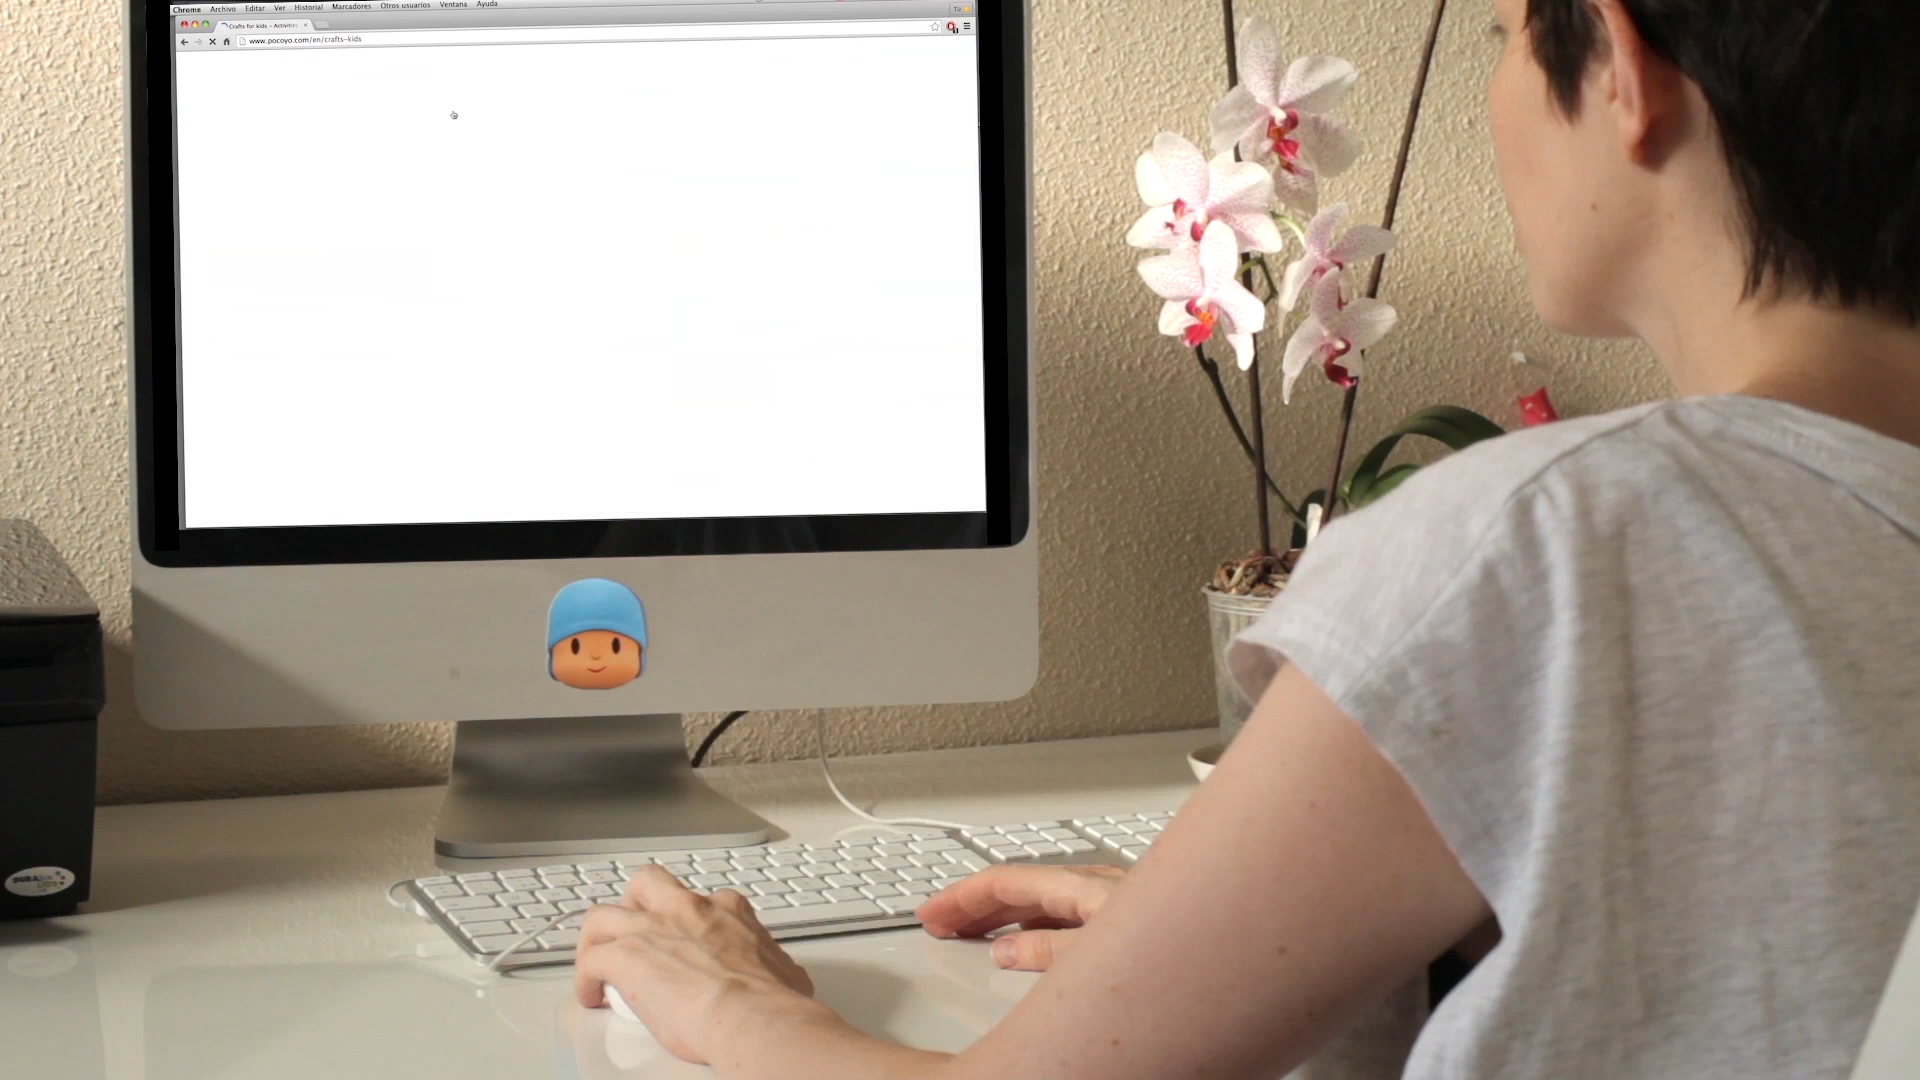 Chrome Archivo Editar Ver Historial Marcadores Otros usuarios Ventana Ayuda
Crafts for kids - Activities
www.pocoyo.com/en/crafts-kids